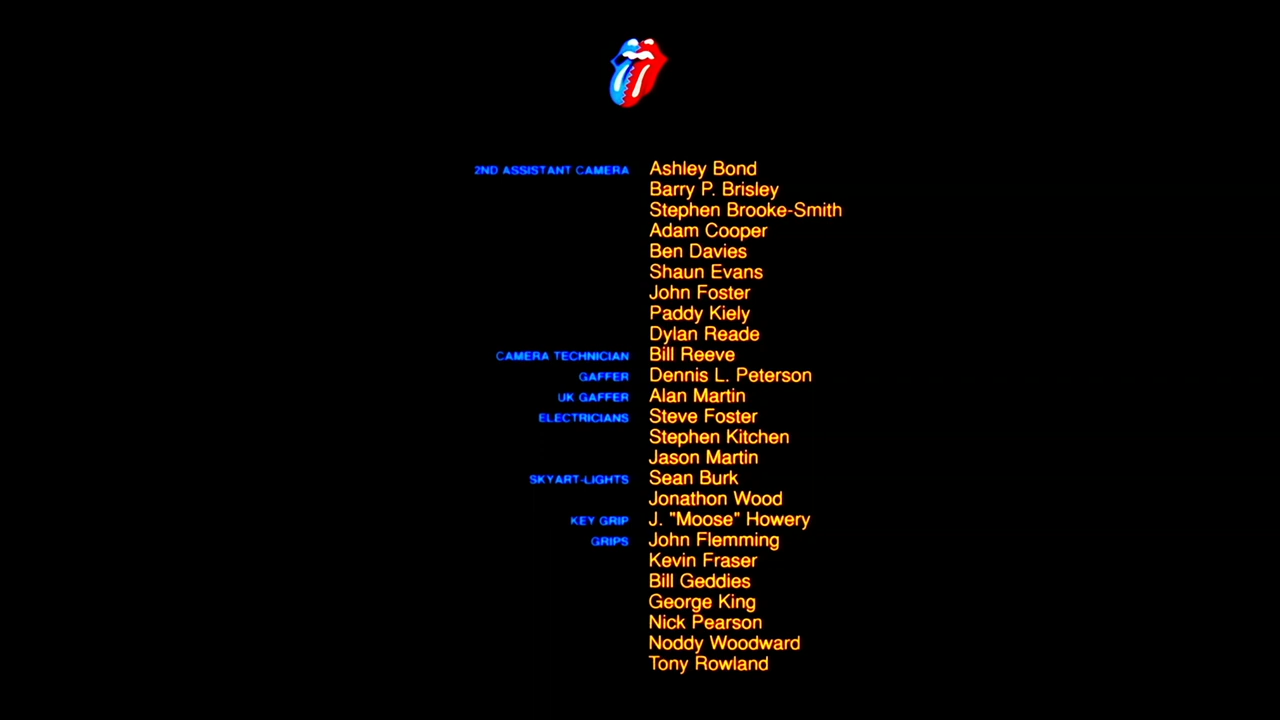 2ND ASSISTANT CAMERA Ashley Bond
Barry P. Brisley
Stephen Brooke-Smith
Adam Cooper
Ben Davies
Shaun Evans
John Foster
Paddy Kiely
Dylan Reade
CAMERA TECHNICIAN Bill Reeve
GAFFER Dennis L. Peterson
UK GAFFER Alan Martin
ELECTRICIANS Steve Foster
Stephen Kitchen
Jason Martin
SKYART-LIGHTS Sean Burk
Jonathon Wood
KEY GRIP J. "Moose" Howery
GRIPS John Flemming
Kevin Fraser
Bill Geddies
George King
Nick Pearson
Noddy Woodward
Tony Rowland